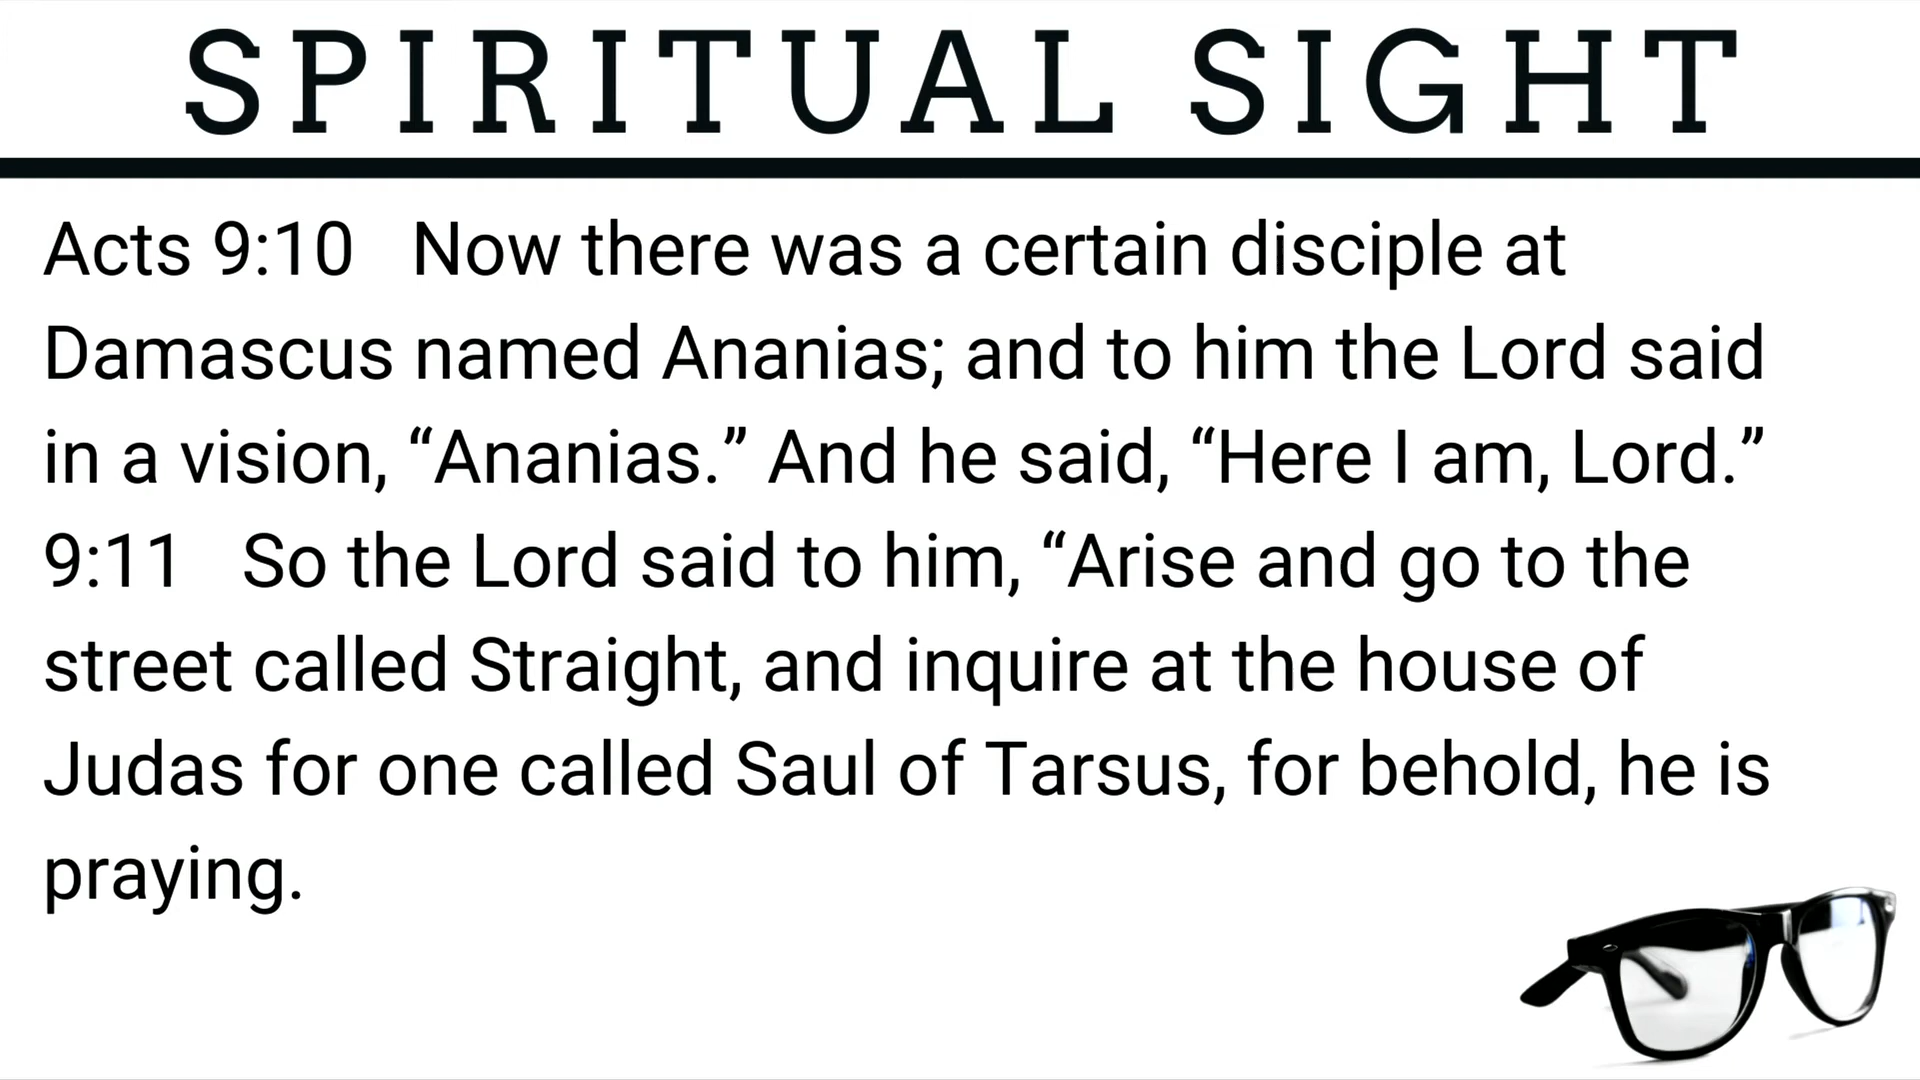 SPIRITUAL SIGHT
Acts 9:10   Now there was a certain disciple at
Damascus named Ananias; and to him the Lord said
in a vision, “Ananias.” And he said, “Here I am, Lord.”
9:11   So the Lord said to him, “Arise and go to the
street called Straight, and inquire at the house of
Judas for one called Saul of Tarsus, for behold, he is
praying.